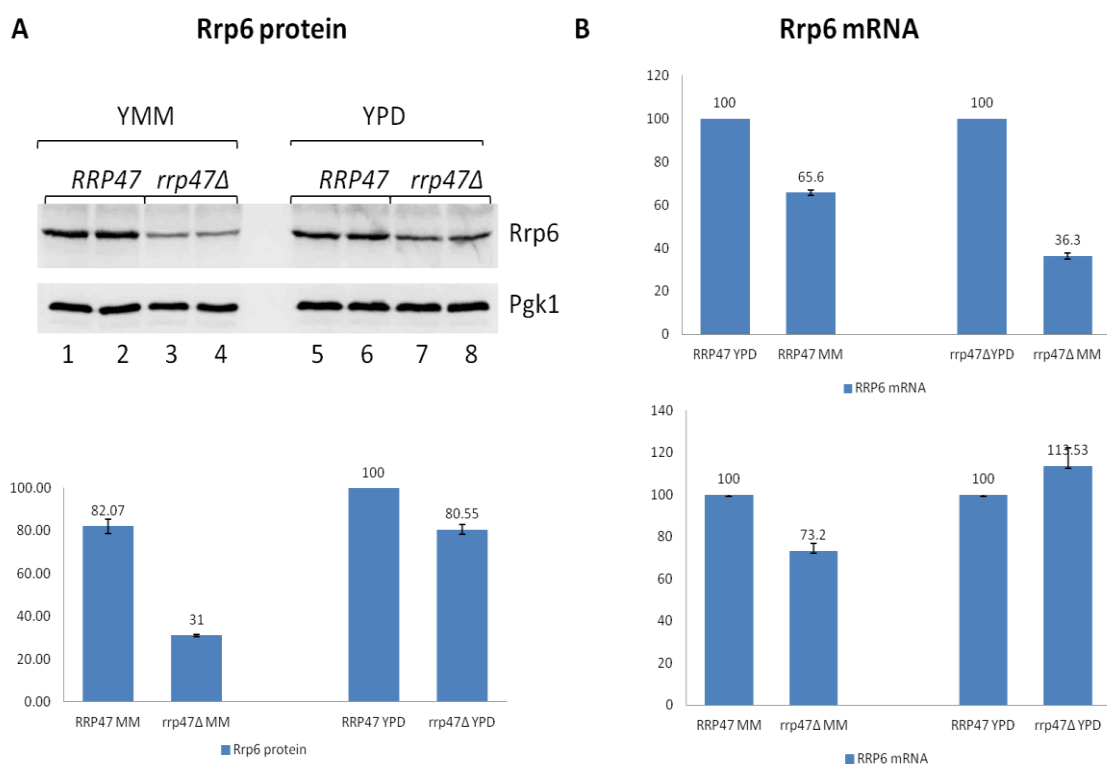 A Rrp6 protein
YMM YPD
RRP47 rrp47Δ RRP47 rrp47Δ
Rrp6
Pgk1
1 2 3 4 5 6 7 8
100.00
80.00
60.00
40.00
20.00
0.00
82.07
31
100
80.55
RRP47 MM rrp47Δ MM RRP47 YPD rrp47Δ YPD
Rrp6 protein
B Rrp6 mRNA
120
100
80
60
40
20
0
100
65.6
100
36.3
RRP47 YPD RRP47 MM rrp47ΔYPD rrp47Δ MM
RRP6 mRNA
140
120
100
80
60
40
20
0
100
73.2
100
113.53
RRP47 MM rrp47Δ MM RRP47 YPD rrp47Δ YPD
RRP6 mRNA